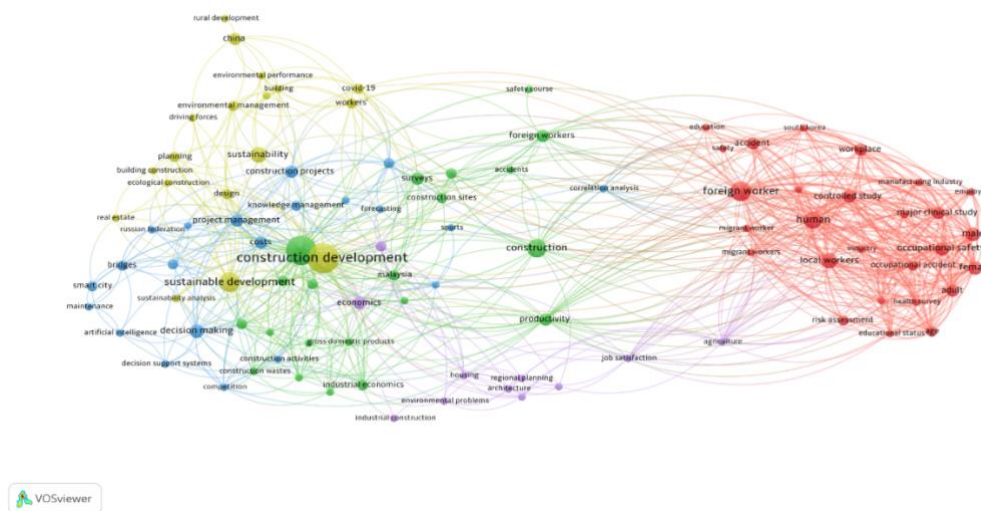 rural development
china
environmental performance
building
covid-19
workers'
environmental management
driving forces
safety course
foreign workers
education
south korea
safety
accident
workplace
planning
sustainability
building construction
construction projects
accidents
ecological construction
surveys
correlation analysis
manufacturing industry
foreign worker
controlled study
design
construction sites
knowledge management
forecasting
real estate
project management
human
major clinical study
russian federation
sports
migrant worker
costs
construction
industry
occupational safety
migrant workers
construction development
local workers
occupational accident
bridges
malaysia
sustainable development
smart city
adult
sustainability analysis
economics
health survey
maintenance
productivity
risk assessment
artificial intelligence
decision making
educational status
gross domestic products
agriculture
construction activities
job satisfaction
decision support systems
construction wastes
housing
regional planning
competition
industrial economics
architecture
environmental problems
industrial construction
VOSviewer